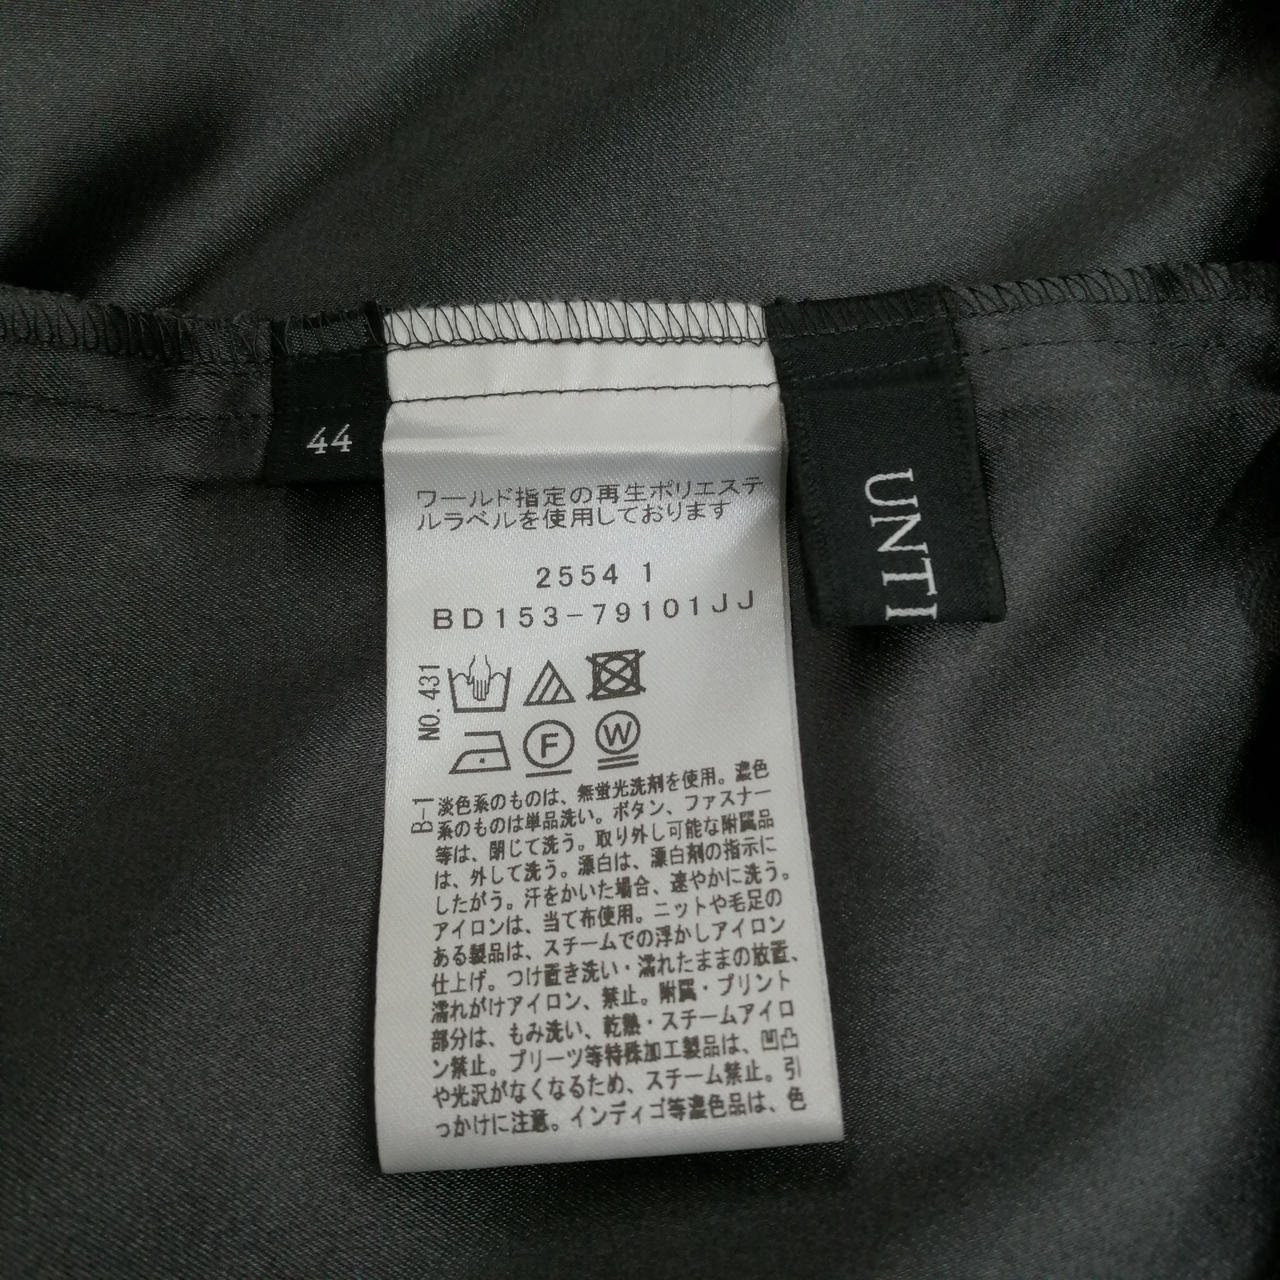 44
ワールド指定の再生ポリエステ
ルラベルを使用しております
2554 1
BD153-79101JJ
NO.431
F
W
B-1
淡色系のものは、無蛍光洗剤を使用。濃色
系のものは単品洗い。ボタン、ファスナー
等は、閉じて洗う。取り外し可能な附属品
は、外して洗う。漂白は、漂白剤の指示に
したがう。汗をかいた場合、速やかに洗う。
アイロンは、当て布使用。ニットや毛足の
ある製品は、スチームでの浮かしアイロン
仕上げ。つけ置き洗い・濡れたままの放置、
濡れがけアイロン、禁止。附属・プリント
部分は、もみ洗い、乾熱・スチームアイロ
ン禁止。プリーツ等特殊加工製品は、凹凸
や光沢がなくなるため、スチーム禁止。引
っかけに注意。インディゴ等濃色品は、色
UNTI